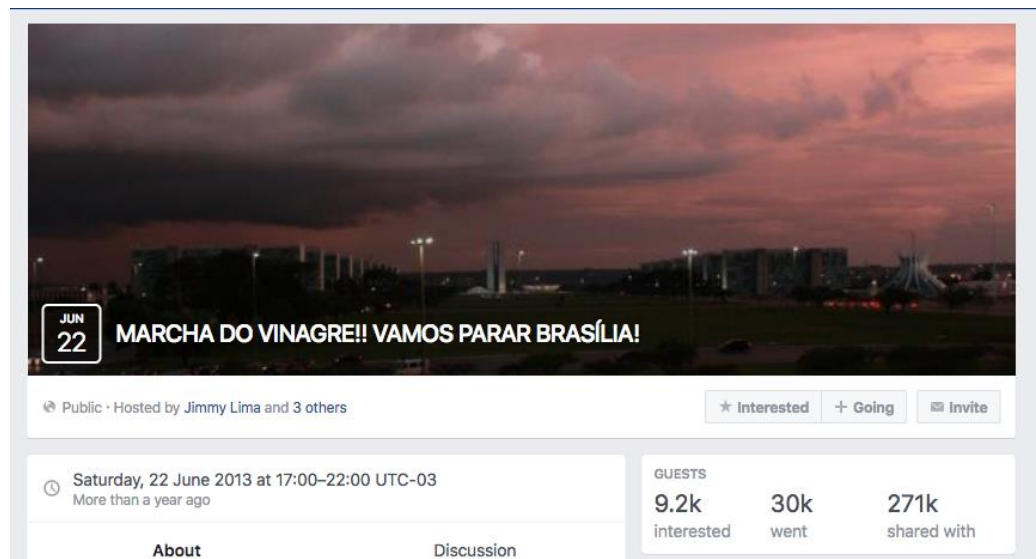 JUN
22
MARCHA DO VINAGRE!! VAMOS PARAR BRASÍLIA!
Public · Hosted by Jimmy Lima and 3 others
★ Interested
+ Going
Invite
Saturday, 22 June 2013 at 17:00–22:00 UTC-03
More than a year ago
About
Discussion
GUESTS
9.2k 30k 271k
interested went shared with